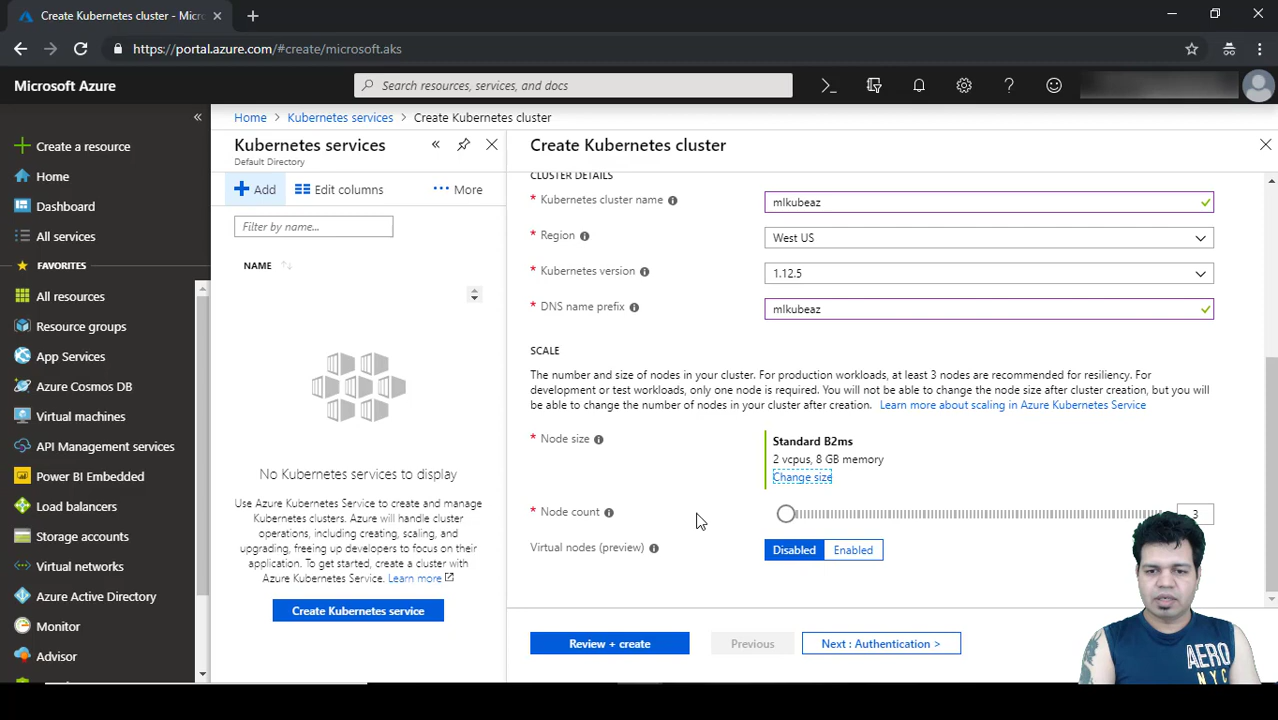 Create Kubernetes cluster - Micr
https://portal.azure.com/#create/microsoft.aks
Microsoft Azure
Search resources, services, and docs
Create a resource
Home
Dashboard
All services
FAVORITES
All resources
Resource groups
App Services
Azure Cosmos DB
Virtual machines
API Management services
Power BI Embedded
Load balancers
Storage accounts
Virtual networks
Azure Active Directory
Monitor
Advisor
Home > Kubernetes services > Create Kubernetes cluster
Kubernetes services
Default Directory
Add
Edit columns
More
Filter by name...
NAME
No Kubernetes services to display
Use Azure Kubernetes Service to create and manage
Kubernetes clusters. Azure will handle cluster
operations, including creating, scaling, and
upgrading, freeing up developers to focus on their
application. To get started, create a cluster with
Azure Kubernetes Service. Learn more
Create Kubernetes service
Create Kubernetes cluster
CLUSTER DETAILS
* Kubernetes cluster name
mlkubeaz
* Region
West US
* Kubernetes version
1.12.5
* DNS name prefix
mlkubeaz
SCALE
The number and size of nodes in your cluster. For production workloads, at least 3 nodes are recommended for resiliency. For
development or test workloads, only one node is required. You will not be able to change the node size after cluster creation, but you will
be able to change the number of nodes in your cluster after creation. Learn more about scaling in Azure Kubernetes Service
* Node size
Standard B2ms
2 vcpus, 8 GB memory
Change size
* Node count
3
Virtual nodes (preview)
Disabled
Enabled
Review + create
Previous
Next : Authentication >
AERO
NYC